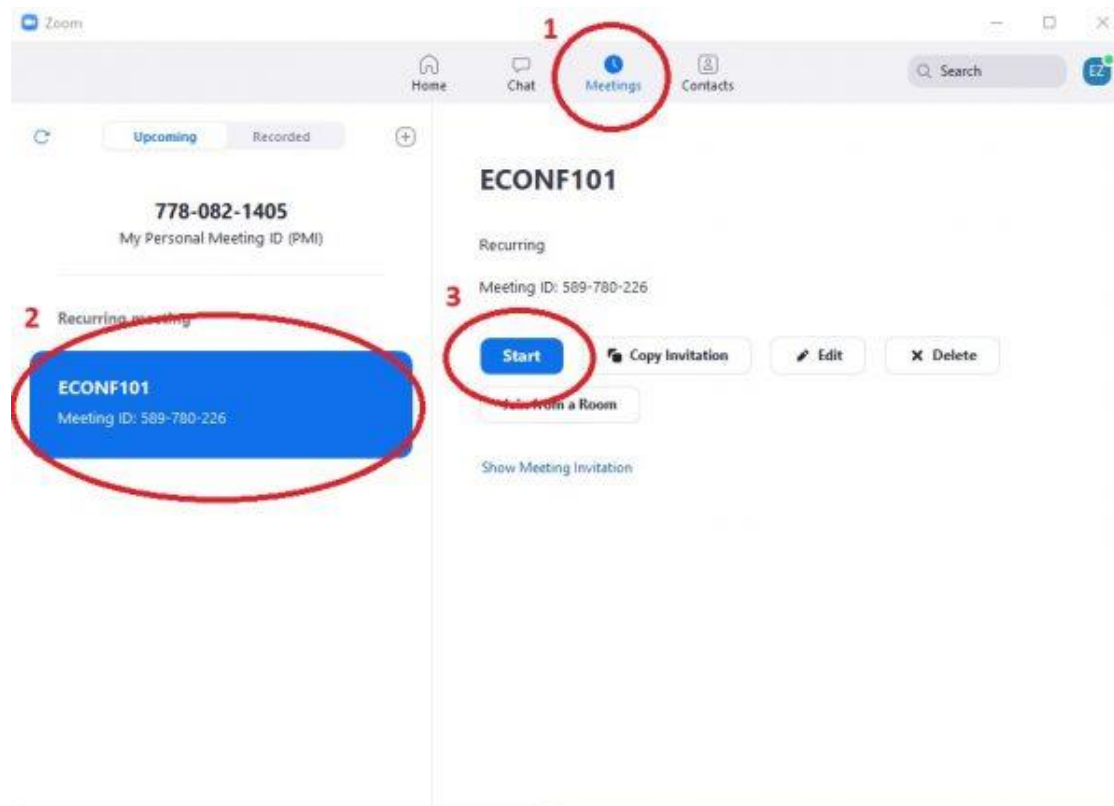 Zoom
1
Home
Chat
Meetings
Contacts
Search
EZ
Upcoming
Recorded
778-082-1405
My Personal Meeting ID (PMI)
2
Recurring meeting
ECONF101
Meeting ID: 589-780-226
ECONF101
Recurring
Meeting ID: 589-780-226
3
Start
Copy Invitation
Edit
Delete
Join from a Room
Show Meeting Invitation